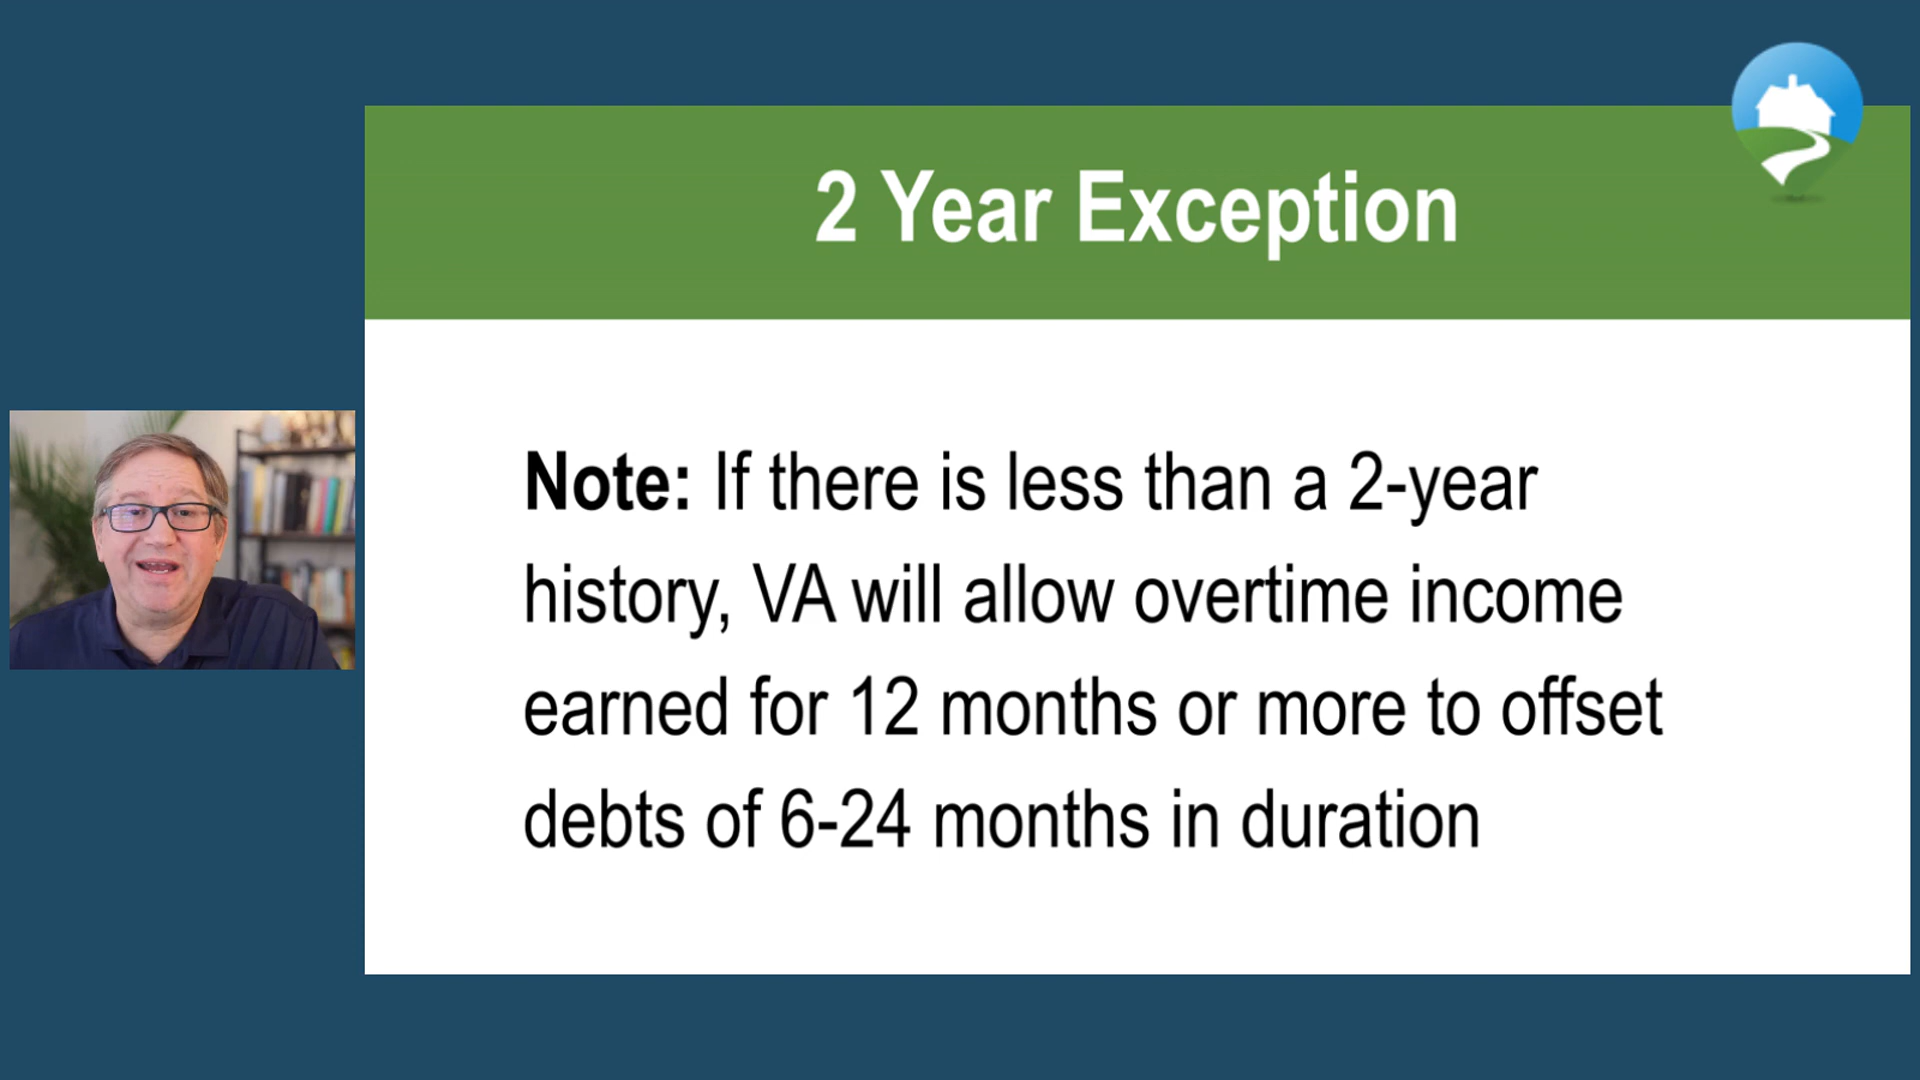 2 Year Exception
Note: If there is less than a 2-year
history, VA will allow overtime income
earned for 12 months or more to offset
debts of 6-24 months in duration